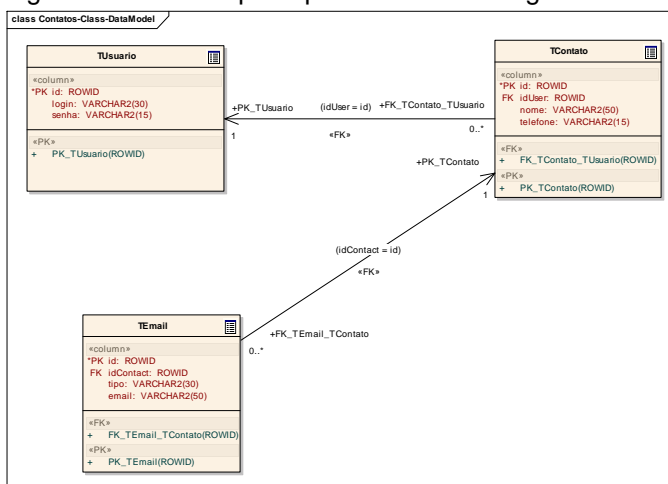 class Contatos-Class-DataModel
TUsuario
«column»
*PK id: ROWID
login: VARCHAR2(30)
senha: VARCHAR2(15)
«PK»
+ PK_TUsuario(ROWID)
+PK_TUsuario
(idUser = id)
+FK_TContato_TUsuario
1
«FK»
0..*
TContato
«column»
*PK id: ROWID
FK idUser: ROWID
nome: VARCHAR2(50)
telefone: VARCHAR2(15)
«FK»
+ FK_TContato_TUsuario(ROWID)
«PK»
+ PK_TContato(ROWID)
+PK_TContato
1
(idContact = id)
«FK»
+FK_TEmail_TContato
0..*
TEmail
«column»
*PK id: ROWID
FK idContact: ROWID
tipo: VARCHAR2(30)
email: VARCHAR2(50)
«FK»
+ FK_TEmail_TContato(ROWID)
«PK»
+ PK_TEmail(ROWID)